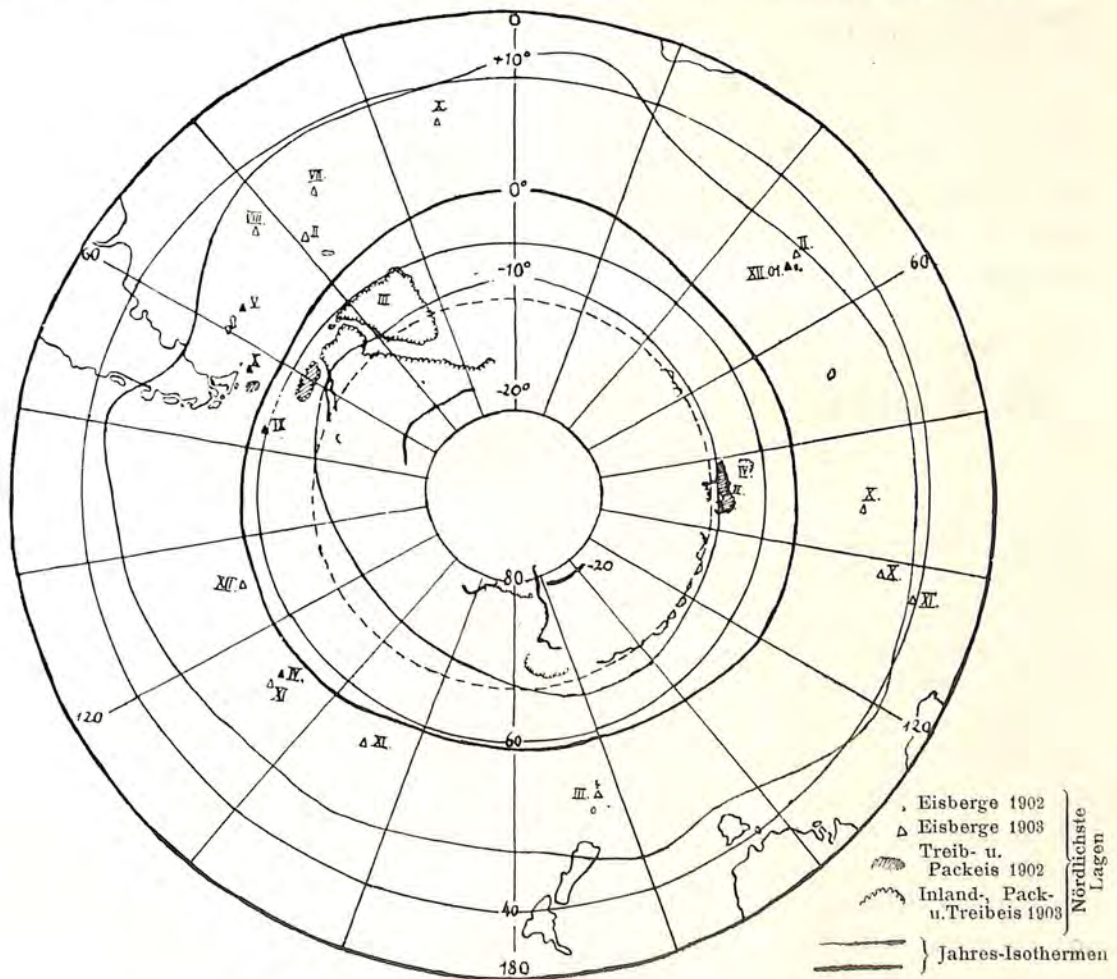 0
+10°
X.
VII.
0°
VIII.
II
II.
XII.01.
60
60
-10°
III
V
X
-20°
IX
IV.
II.
X.
80
-20
X.
XII.
XI.
IV.
XI
120
120
60
XI.
III.
40
180
Eisberge 1902
Eisberge 1903
Treib- u.
Packeis 1902
Inland-, Pack-
u. Treibeis 1903
Nördlichste
Lagen
Jahres-Isothermen